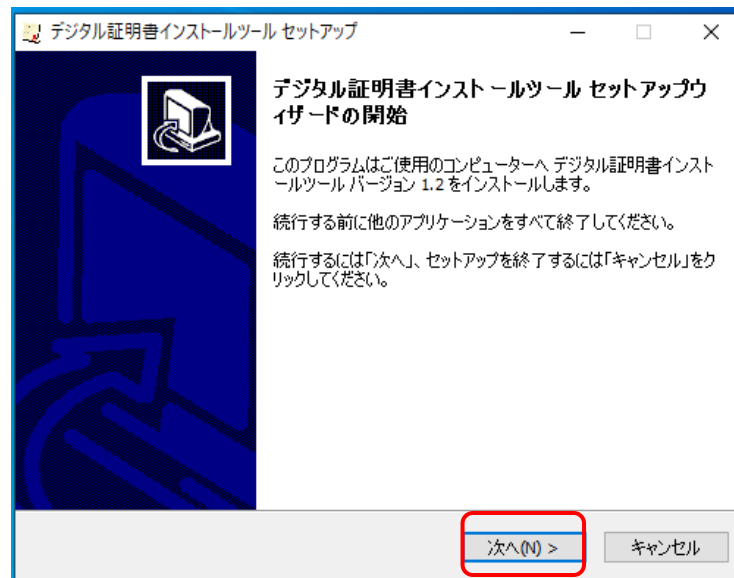 デジタル証明書インストールツール セットアップ
デジタル証明書インストールツール セットアップウ
ィザードの開始
このプログラムはご使用のコンピューターへ デジタル証明書インスト
ールツール バージョン 1.2 をインストールします。
続行する前に他のアプリケーションをすべて終了してください。
続行するには「次へ」、セットアップを終了するには「キャンセル」をク
リックしてください。
次へ(N) >
キャンセル